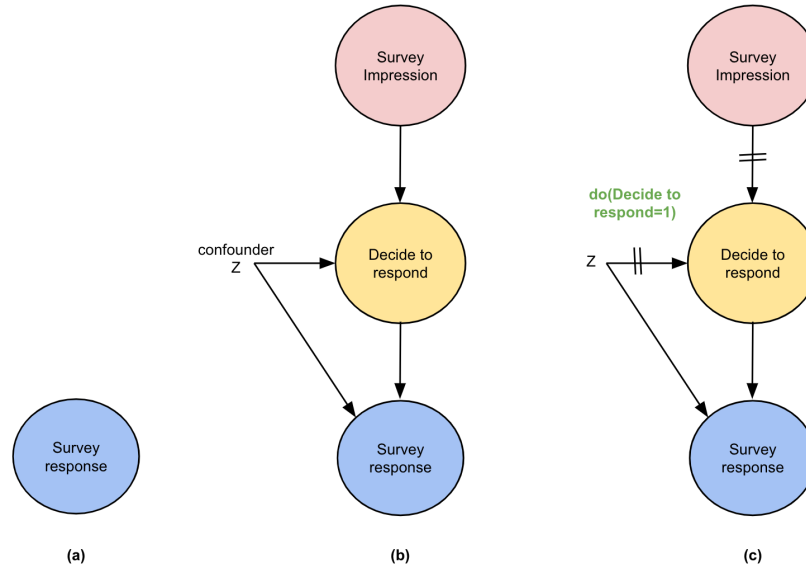 Survey
response
(a)
Survey
Impression
confounder
Z
Decide to
respond
Survey
response
(b)
Survey
Impression
do(Decide to
respond=1)
Z
Decide to
respond
Survey
response
(c)